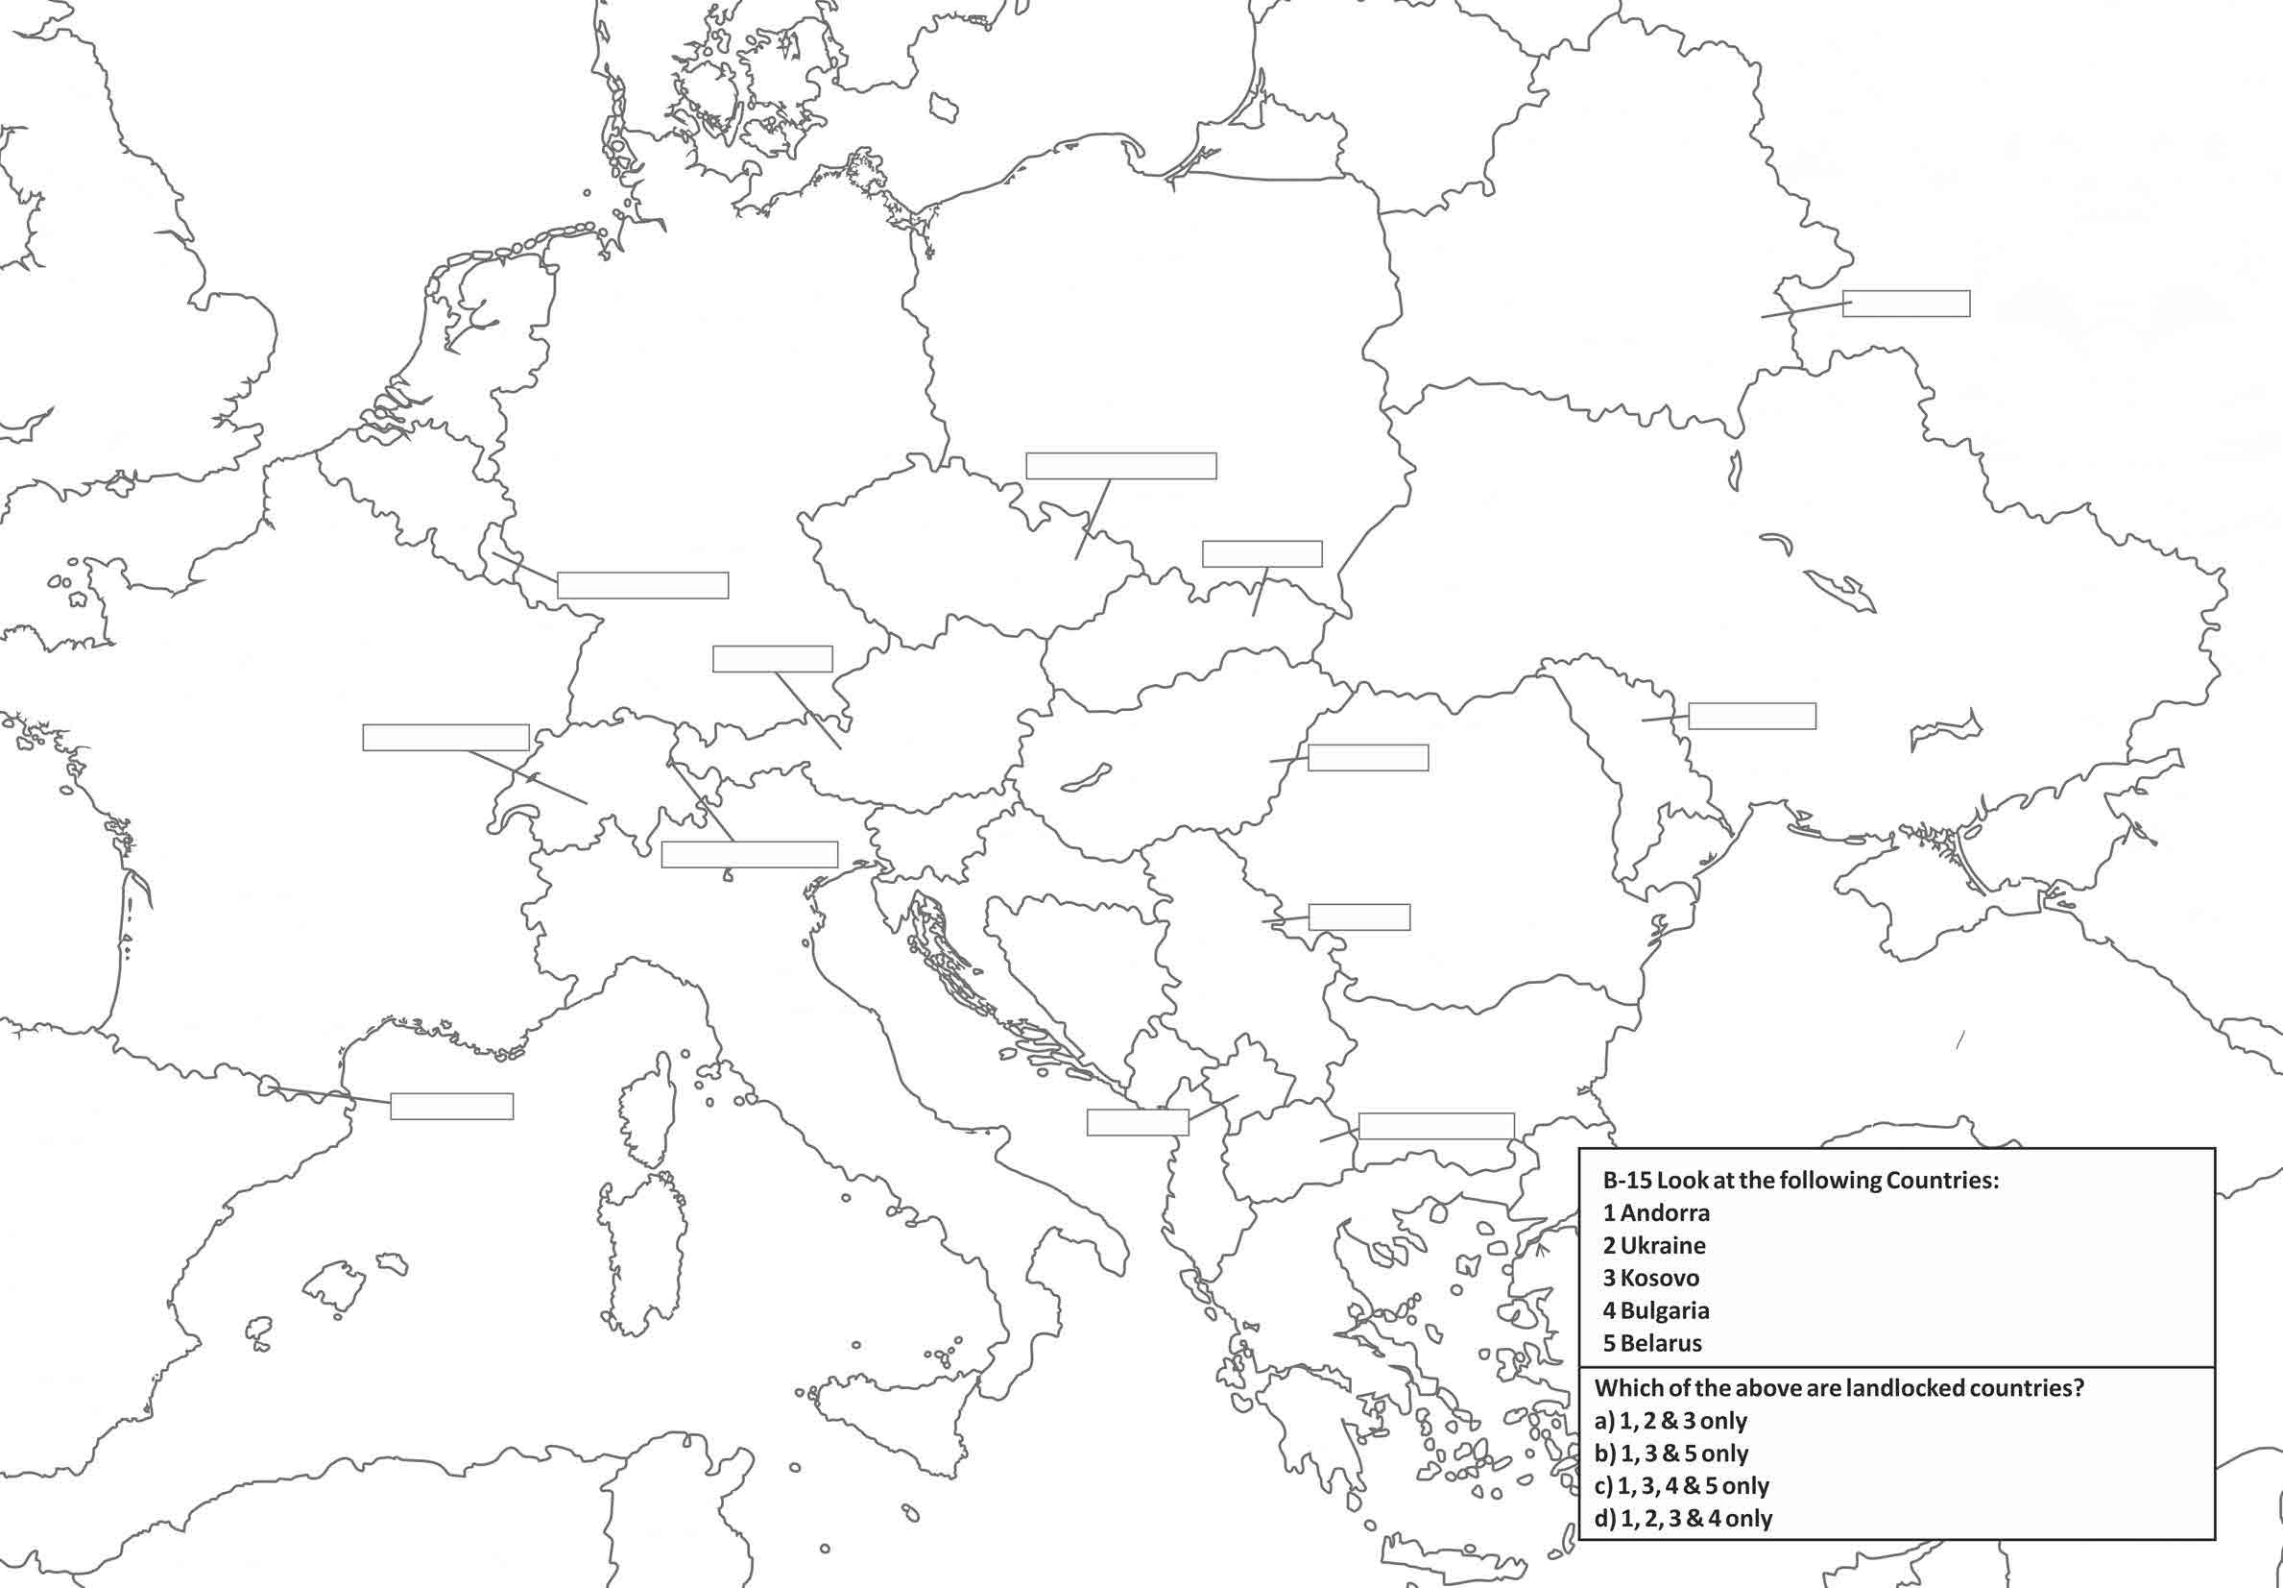 B-15 Look at the following Countries:
1 Andorra
2 Ukraine
3 Kosovo
4 Bulgaria
5 Belarus
Which of the above are landlocked countries?
a) 1, 2 & 3 only
b) 1, 3 & 5 only
c) 1, 3, 4 & 5 only
d) 1, 2, 3 & 4 only